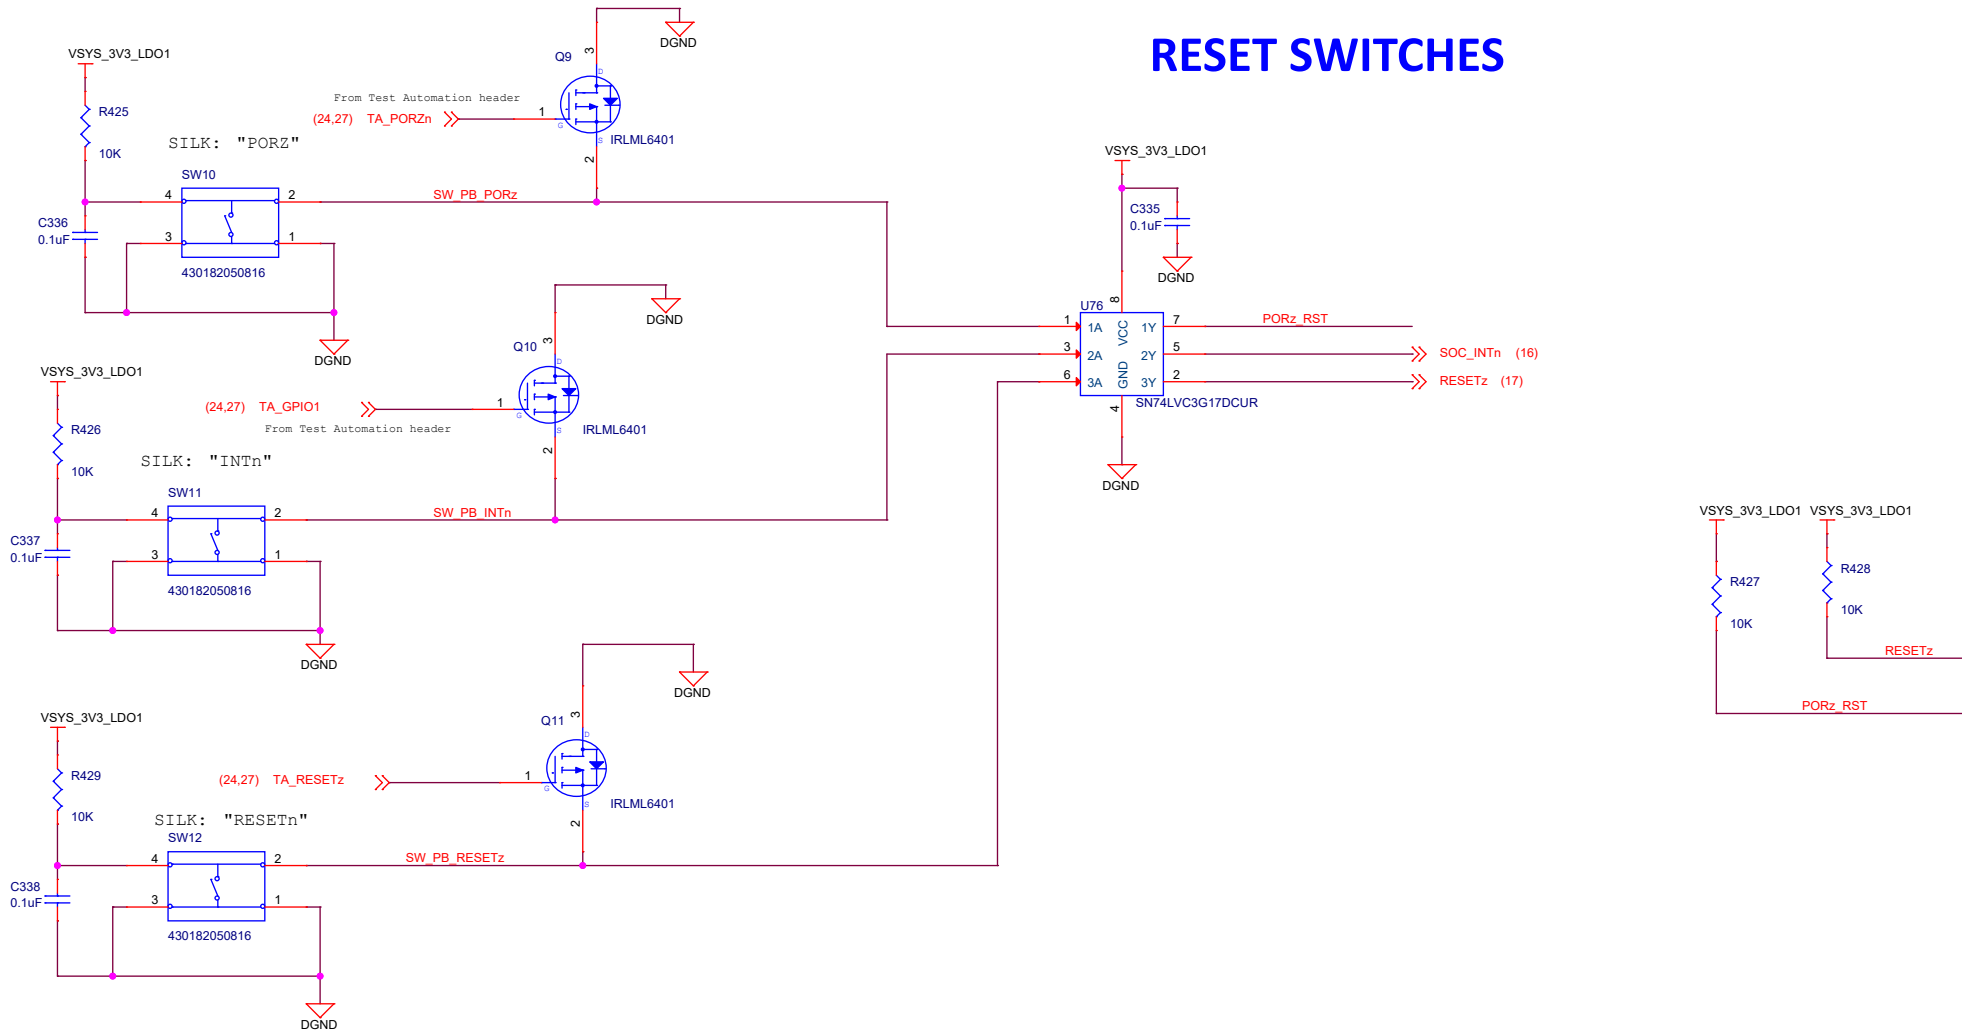 RESET SWITCHES
VSYS_3V3_LDO1
R425
10K
SILK: "PORZ"
SW10
4
2
3
1
430182050816
C336
0.1uF
DGND
From Test Automation header
(24,27) TA_PORZn
Q9
3
D
1
G
S
2
IRLML6401
DGND
SW_PB_PORz
VSYS_3V3_LDO1
R426
10K
SILK: "INTn"
SW11
4
2
3
1
430182050816
C337
0.1uF
DGND
(24,27) TA_GPIO1
From Test Automation header
Q10
3
D
1
G
S
2
IRLML6401
DGND
SW_PB_INTn
VSYS_3V3_LDO1
R429
10K
SILK: "RESETn"
SW12
4
2
3
1
430182050816
C338
0.1uF
DGND
(24,27) TA_RESETz
Q11
3
D
1
G
S
2
IRLML6401
DGND
SW_PB_RESETz
VSYS_3V3_LDO1
C335
0.1uF
DGND
U76
8
1 1A VCC 1Y 7
3 2A 2Y 5
6 3A GND 3Y 2
4
SN74LVC3G17DCUR
DGND
PORz_RST
SOC_INTn (16)
RESETz (17)
VSYS_3V3_LDO1 VSYS_3V3_LDO1
R427
10K
R428
10K
RESETz
PORz_RST